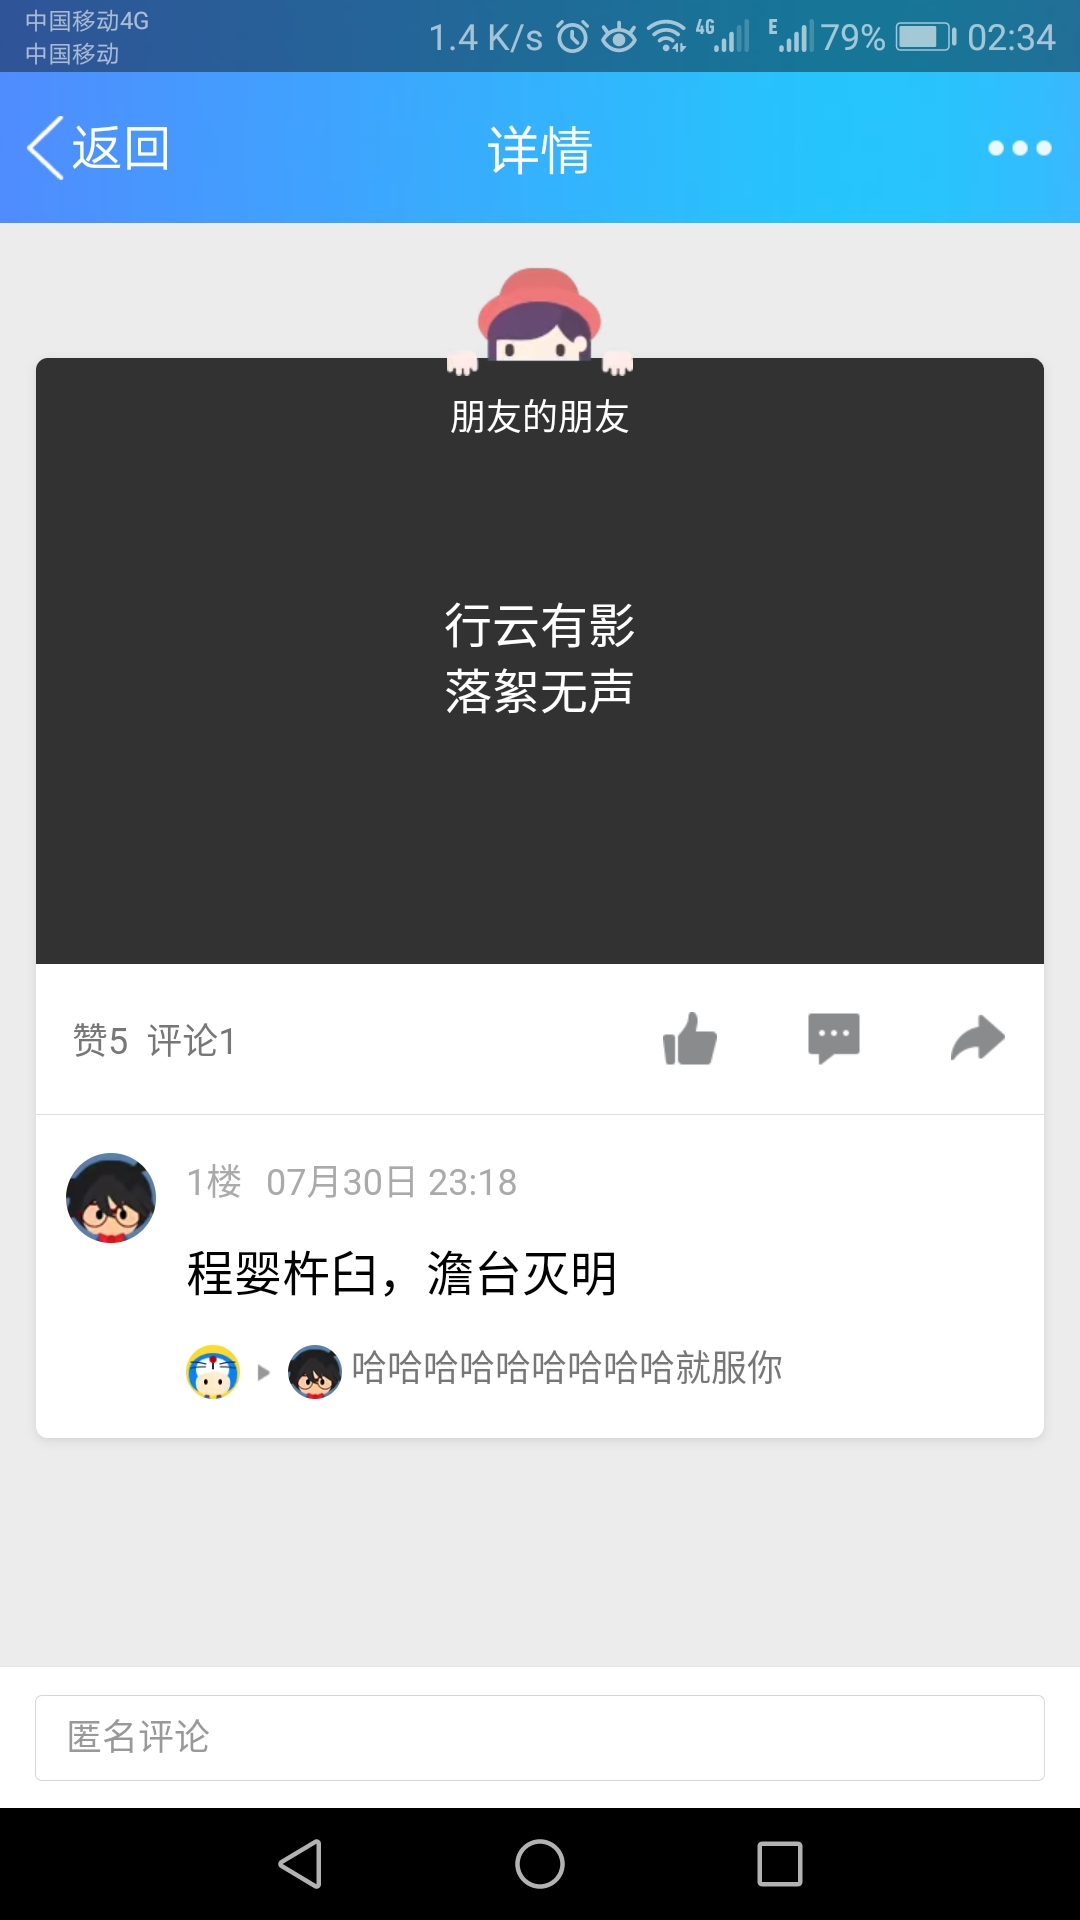 中国移动4G
中国移动
1.4 K/s 4G E 79% 02:34
返回
详情
朋友的朋友
行云有影
落絮无声
赞5 评论1
1楼 07月30日 23:18
程婴杵臼，澹台灭明
哈哈哈哈哈哈哈哈哈就服你
匿名评论